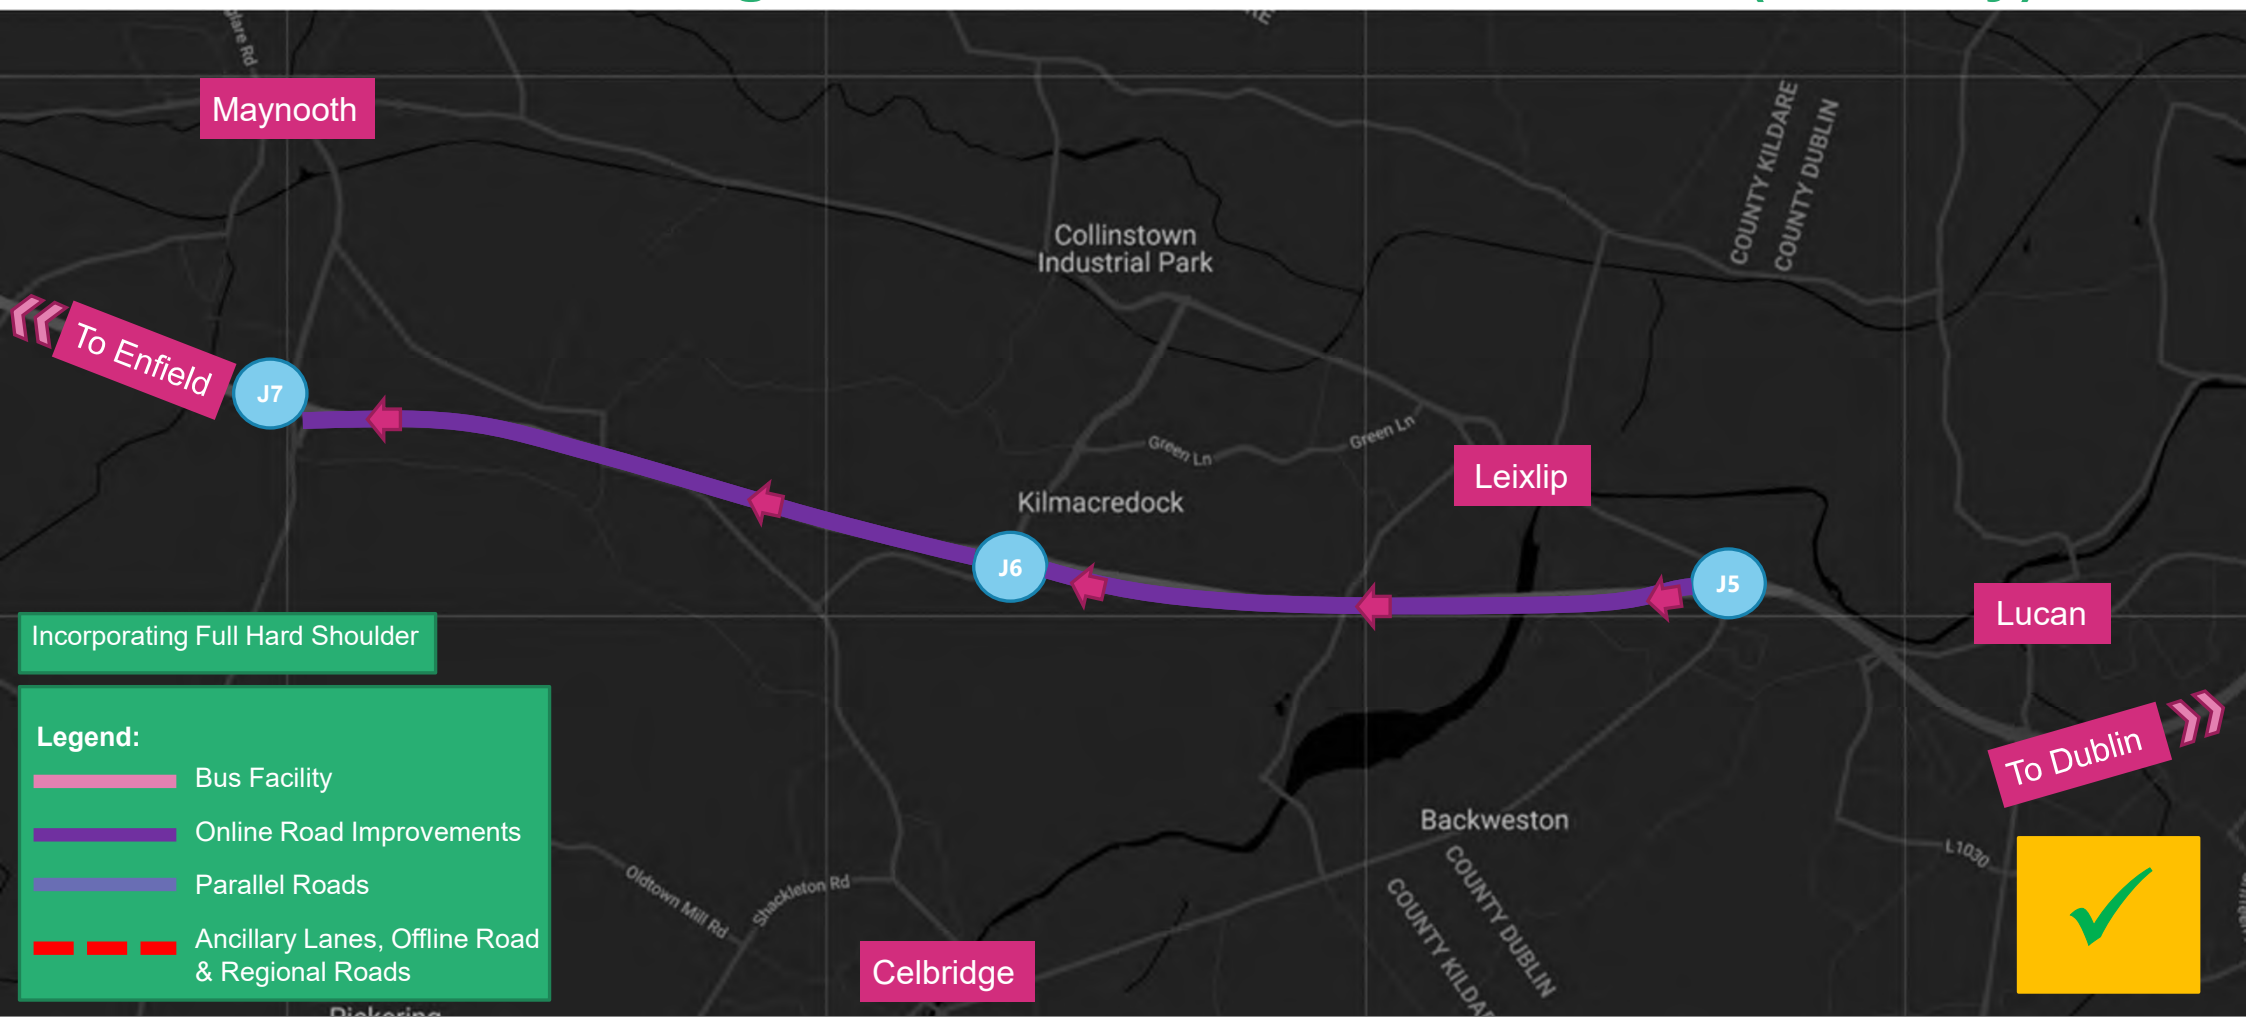 Maynooth
COUNTY KILDARE
COUNTY DUBLIN
Collinstown
Industrial Park
To Enfield
J7
Green Ln
Green Ln
Leixlip
Kilmacredock
J6
J5
Lucan
Incorporating Full Hard Shoulder
To Dublin
Legend:
Bus Facility
Online Road Improvements
Parallel Roads
Ancillary Lanes, Offline Road
& Regional Roads
Backweston
COUNTY DUBLIN
L1030
Oldtown Mill Rd
Shackleton Rd
Celbridge